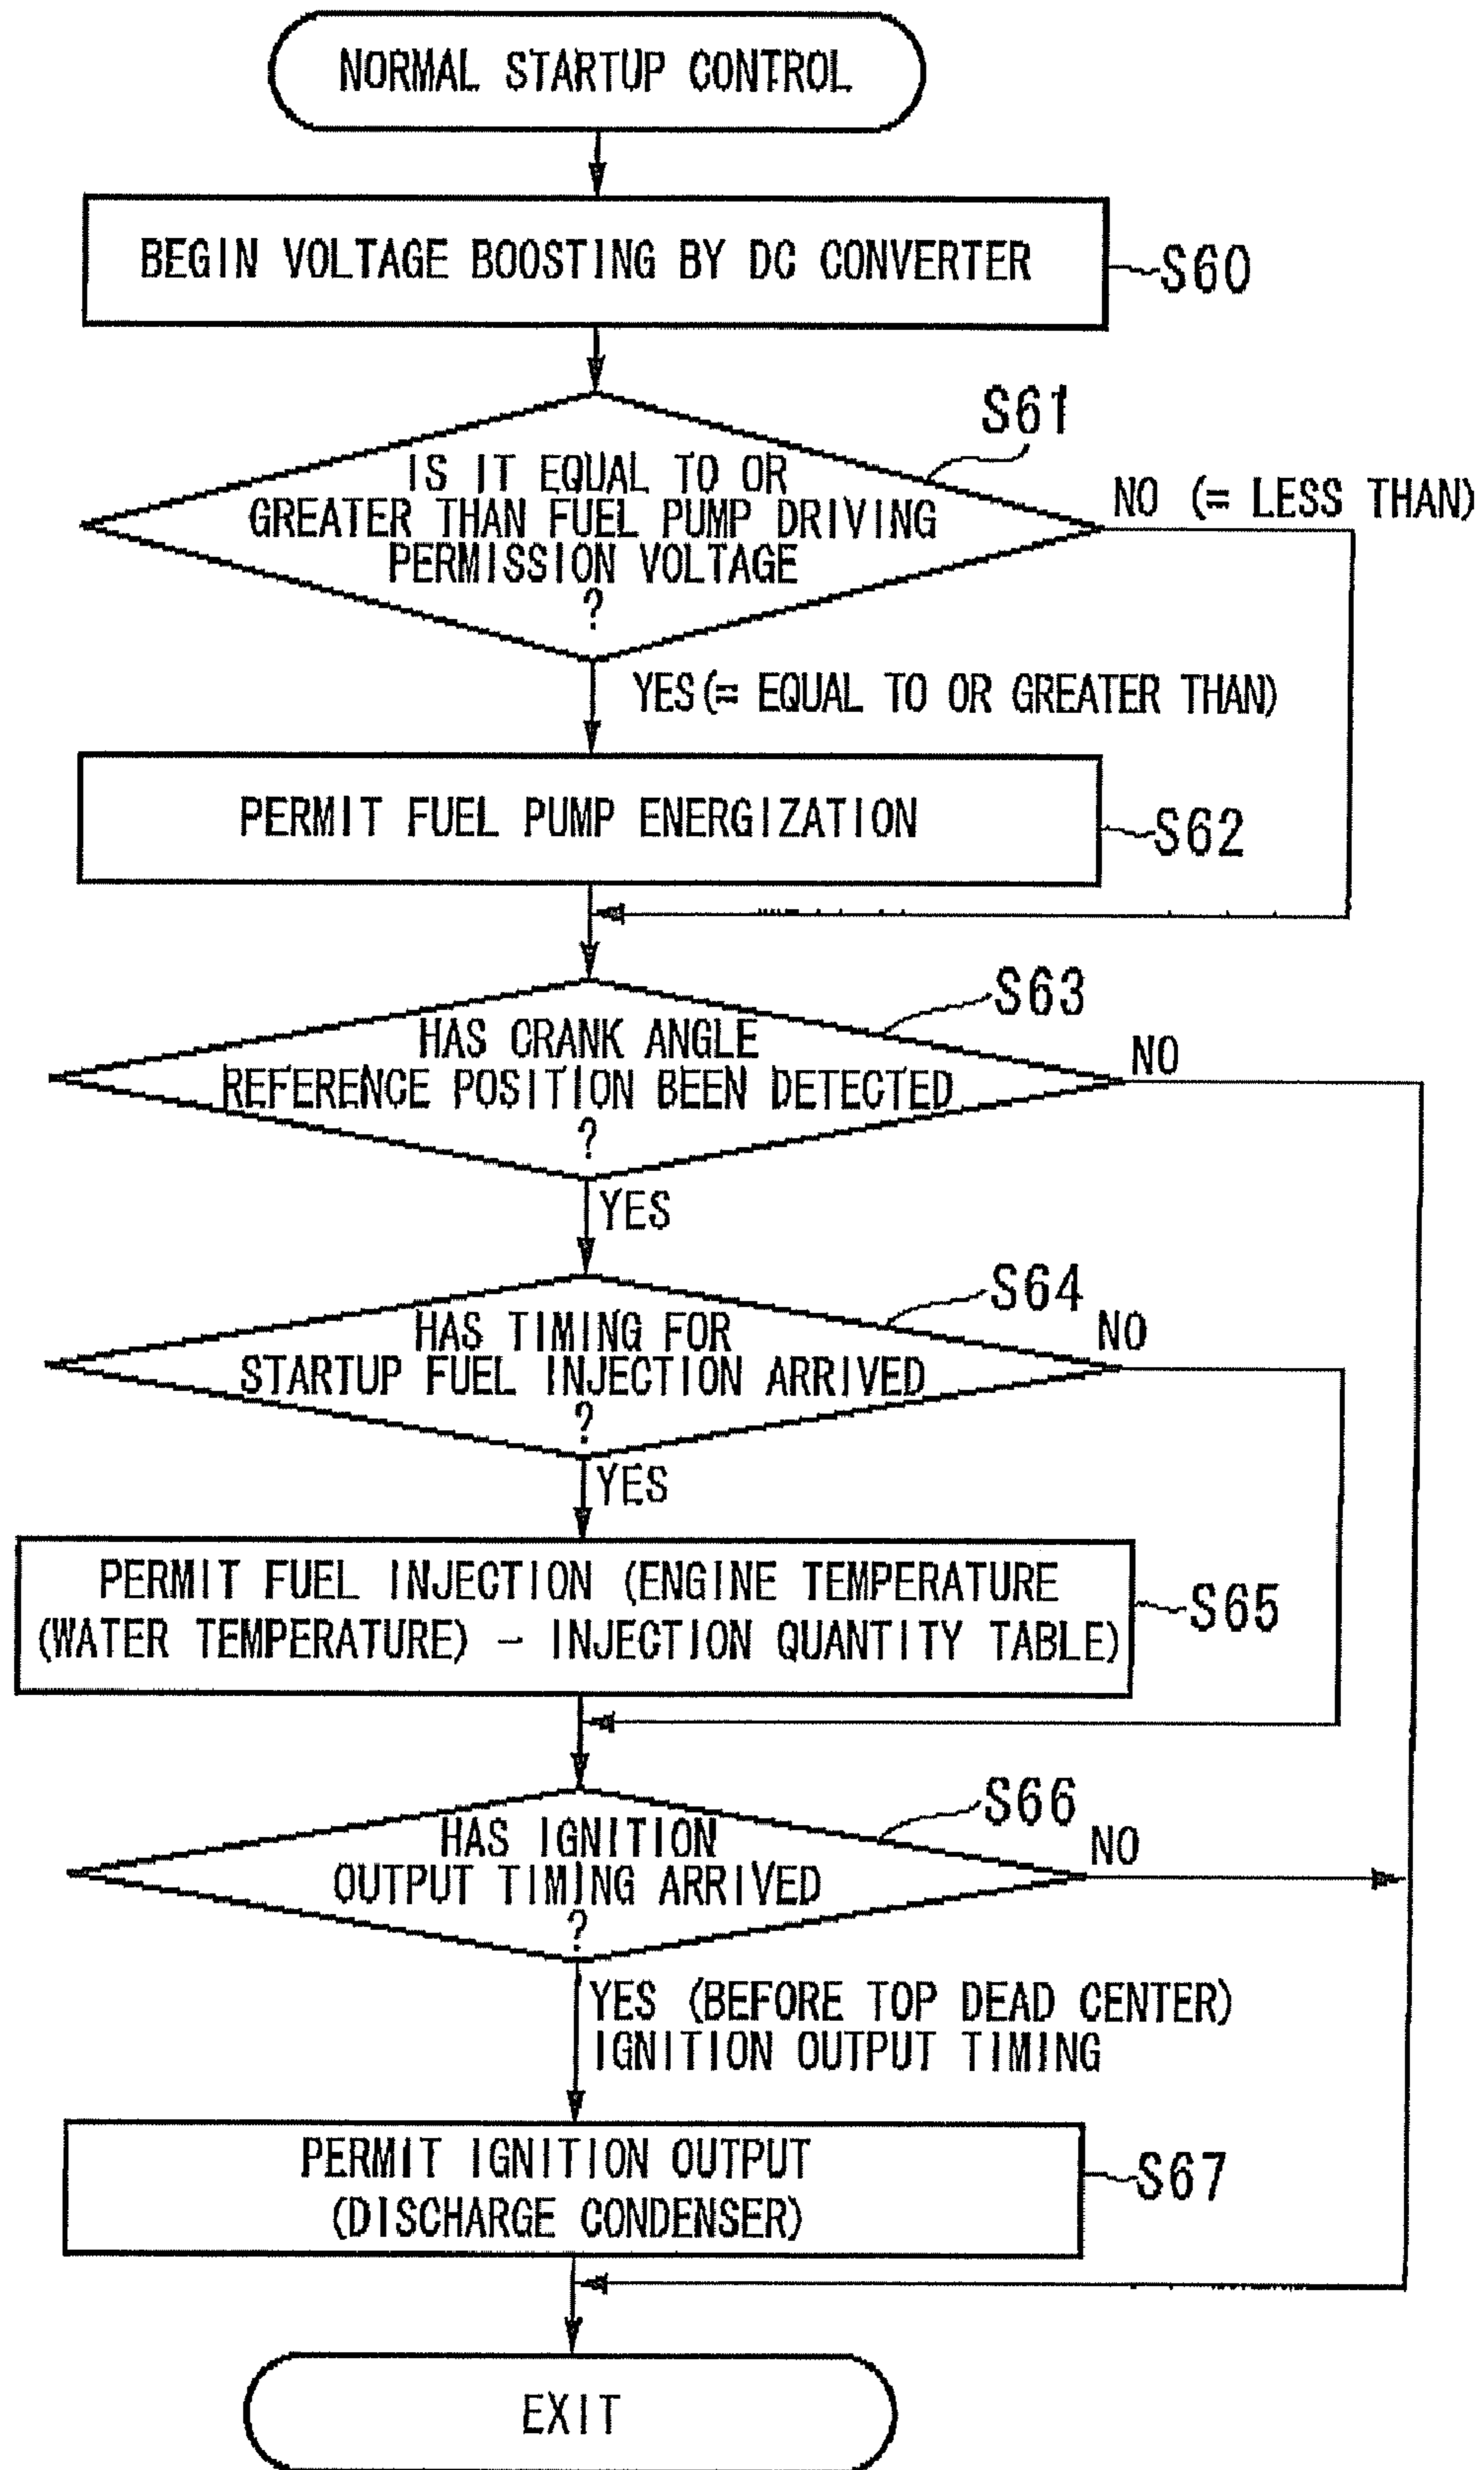 NORMAL STARTUP CONTROL
BEGIN VOLTAGE BOOSTING BY DC CONVERTER
S60
S61
IS IT EQUAL TO OR
GREATER THAN FUEL PUMP DRIVING
PERMISSION VOLTAGE
?
NO (= LESS THAN)
YES (= EQUAL TO OR GREATER THAN)
PERMIT FUEL PUMP ENERGIZATION
S62
S63
HAS CRANK ANGLE
REFERENCE POSITION BEEN DETECTED
?
NO
YES
S64
HAS TIMING FOR
STARTUP FUEL INJECTION ARRIVED
?
NO
YES
PERMIT FUEL INJECTION (ENGINE TEMPERATURE
(WATER TEMPERATURE) - INJECTION QUANTITY TABLE)
S65
S66
HAS IGNITION
OUTPUT TIMING ARRIVED
?
NO
YES (BEFORE TOP DEAD CENTER)
IGNITION OUTPUT TIMING
PERMIT IGNITION OUTPUT
(DISCHARGE CONDENSER)
S67
EXIT